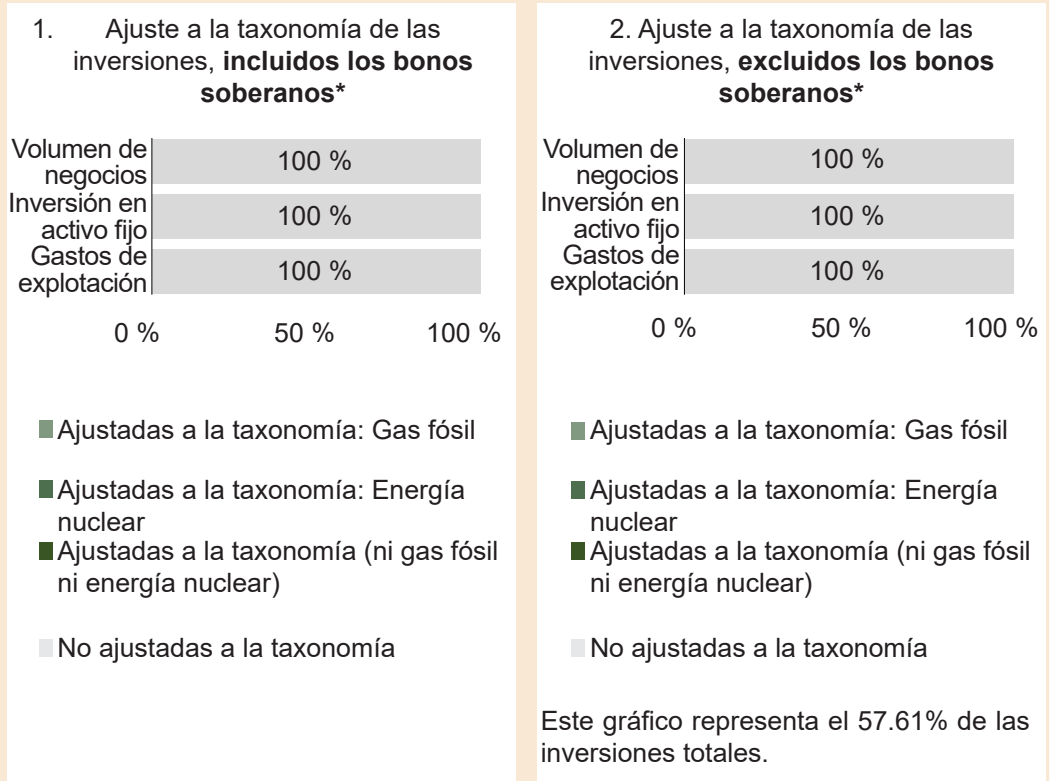 1. Ajuste a la taxonomía de las
inversiones, incluidos los bonos
soberanos*
Volumen de
negocios
100 %
Inversión en
activo fijo
100 %
Gastos de
explotación
100 %
0 % 50 % 100 %
Ajustadas a la taxonomía: Gas fósil
Ajustadas a la taxonomía: Energía
nuclear
Ajustadas a la taxonomía (ni gas fósil
ni energía nuclear)
No ajustadas a la taxonomía
2. Ajuste a la taxonomía de las
inversiones, excluidos los bonos
soberanos*
Volumen de
negocios
100 %
Inversión en
activo fijo
100 %
Gastos de
explotación
100 %
0 % 50 % 100 %
Ajustadas a la taxonomía: Gas fósil
Ajustadas a la taxonomía: Energía
nuclear
Ajustadas a la taxonomía (ni gas fósil
ni energía nuclear)
No ajustadas a la taxonomía
Este gráfico representa el 57.61% de las
inversiones totales.